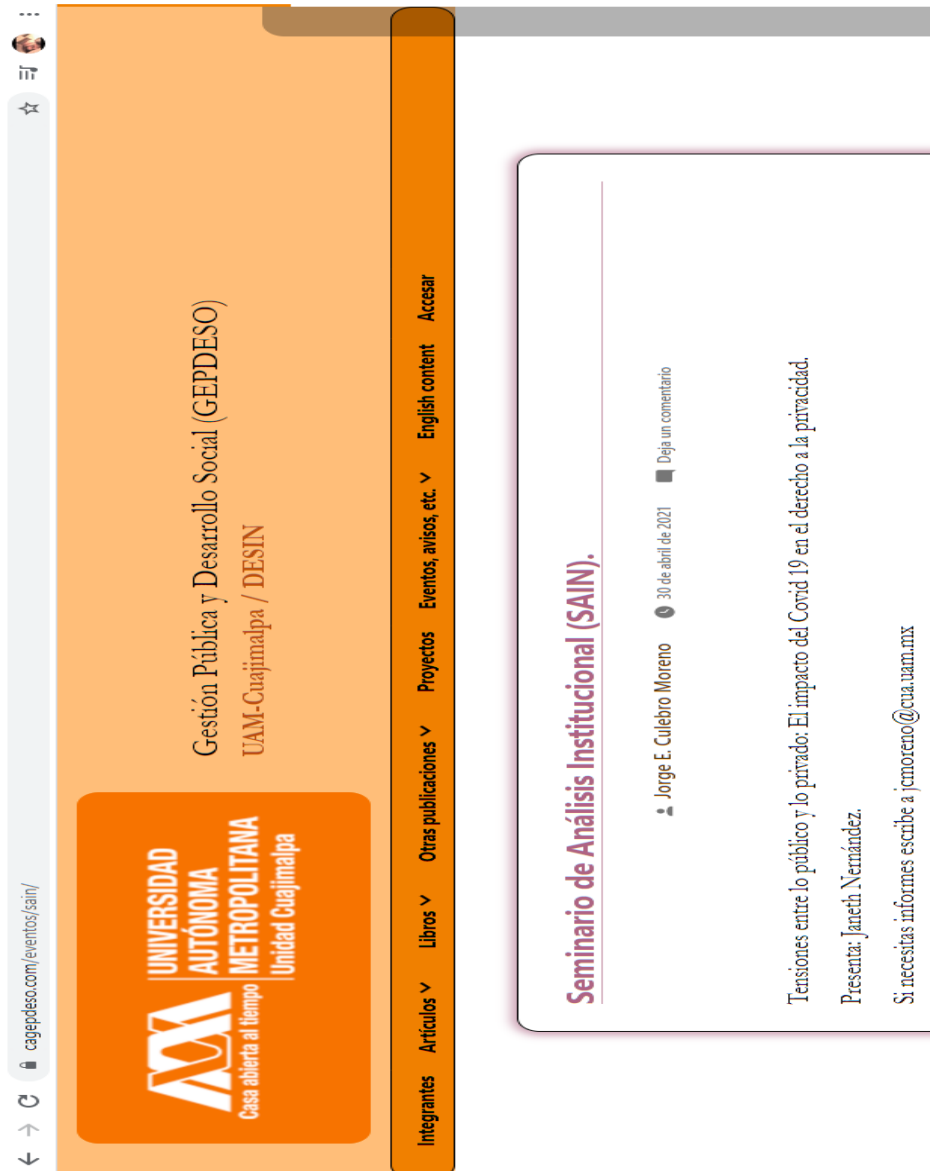 cagepdeso.com/eventos/sain/
UNIVERSIDAD
AUTÓNOMA
METROPOLITANA
Casa abierta al tiempo Unidad Cuajimalpa
Gestión Pública y Desarrollo Social (GEPDESO)
UAM-Cuajimalpa / DESIN
Integrantes Artículos Libros Otras publicaciones Proyectos Eventos, avisos, etc. English content Accesar
Seminario de Análisis Institucional (SAIN).
Jorge E. Culebro Moreno 30 de abril de 2021 Deja un comentario
Tensiones entre lo público y lo privado: El impacto del Covid 19 en el derecho a la privacidad.
Presenta: Janeth Nernández.
Si necesitas informes escribe a jcmoreno@cua.uam.mx